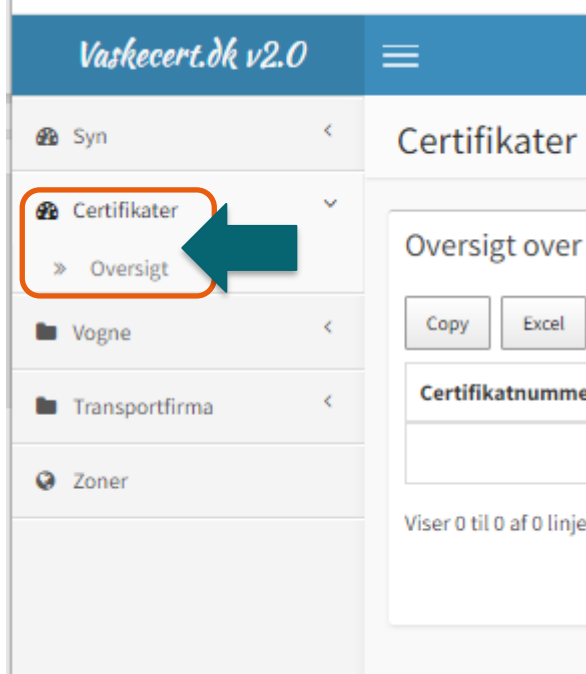 Vaskecert.dk v2.0
Syn
Certifikater
Oversigt
Vogne
Transportfirma
Zoner
Certifikater
Oversigt over
Copy Excel
Certifikatnumme
Viser 0 til 0 af 0 linje